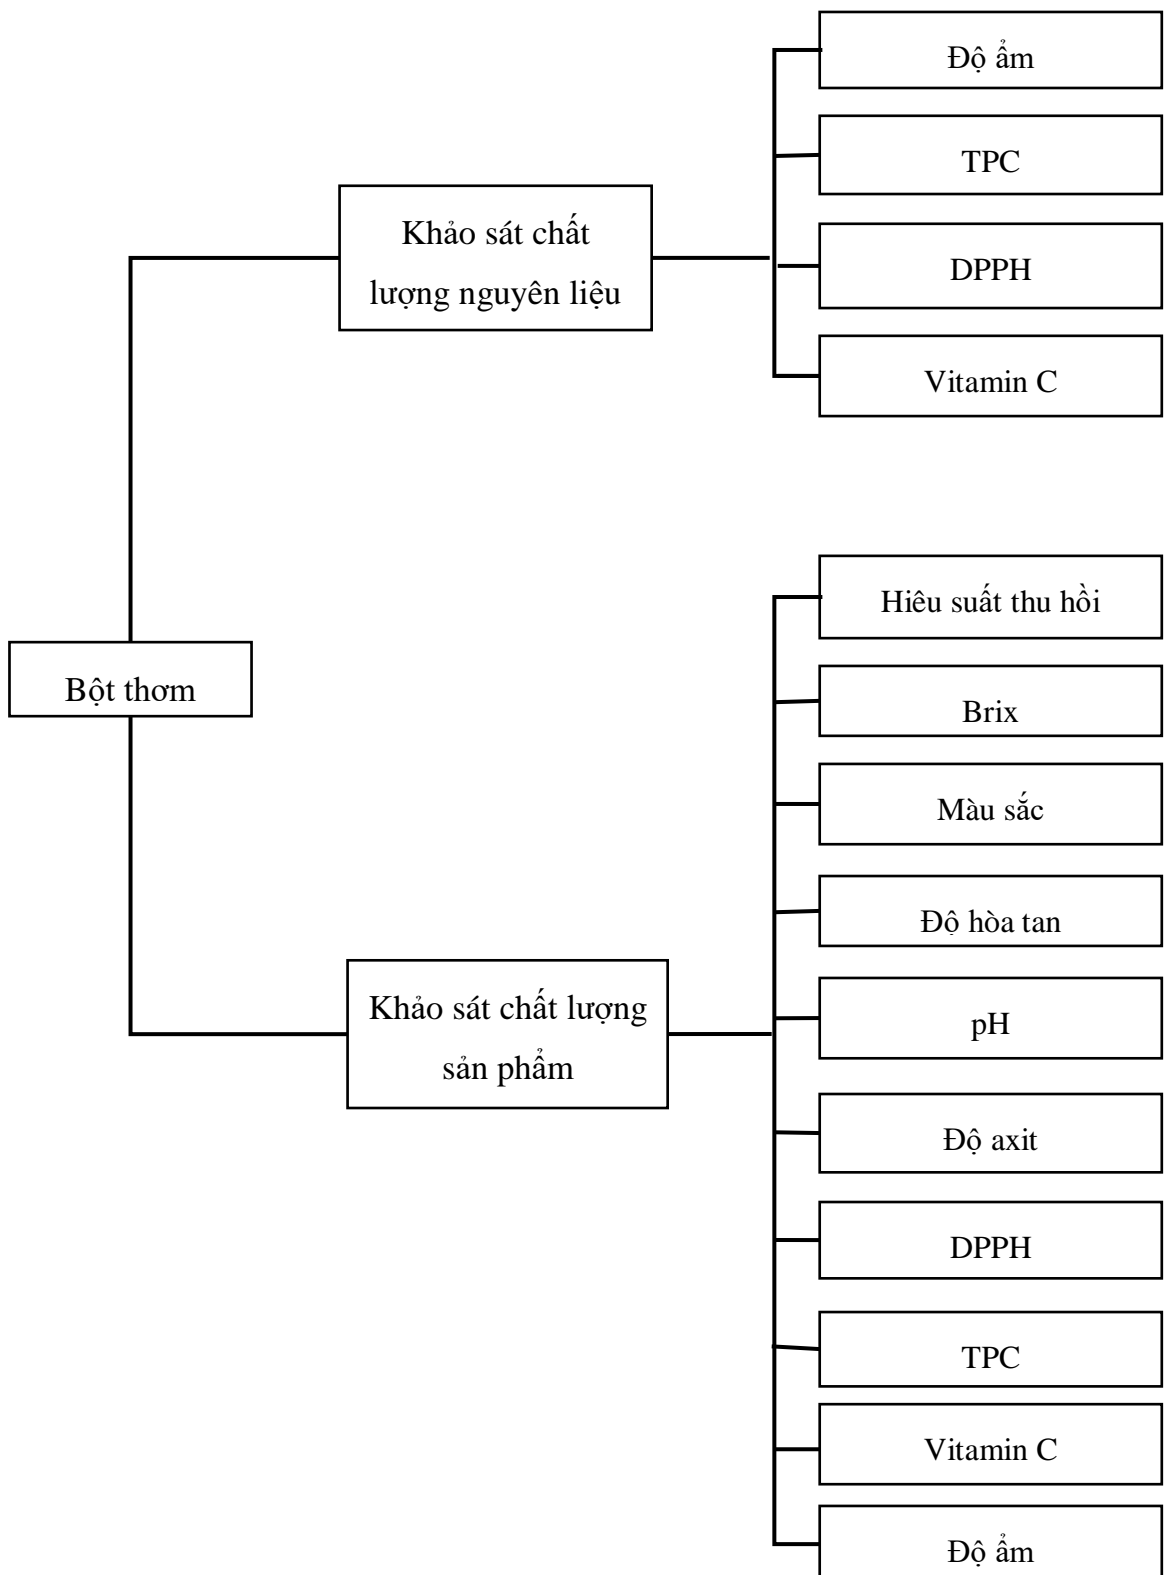 Bột thơm
Khảo sát chất
lượng nguyên liệu
Độ ẩm
TPC
DPPH
Vitamin C
Khảo sát chất lượng
sản phẩm
Hiêu suất thu hồi
Brix
Màu sắc
Độ hòa tan
pH
Độ axit
DPPH
TPC
Vitamin C
Độ ẩm